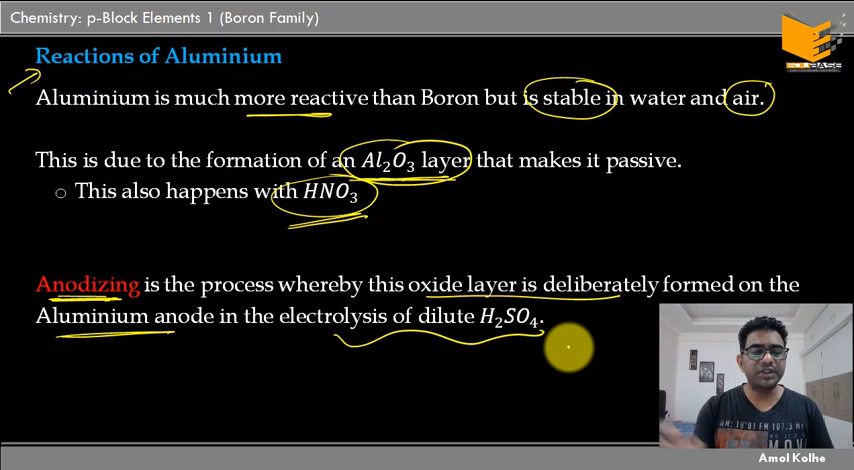 Chemistry: p-Block Elements 1 (Boron Family)
EDUBASE
Reactions of Aluminium
Aluminium is much more reactive than Boron but is stable in water and air.
This is due to the formation of an Al₂O₃ layer that makes it passive.
○ This also happens with HNO₃
Anodizing is the process whereby this oxide layer is deliberately formed on the
Aluminium anode in the electrolysis of dilute H₂SO₄.
Amol Kolhe